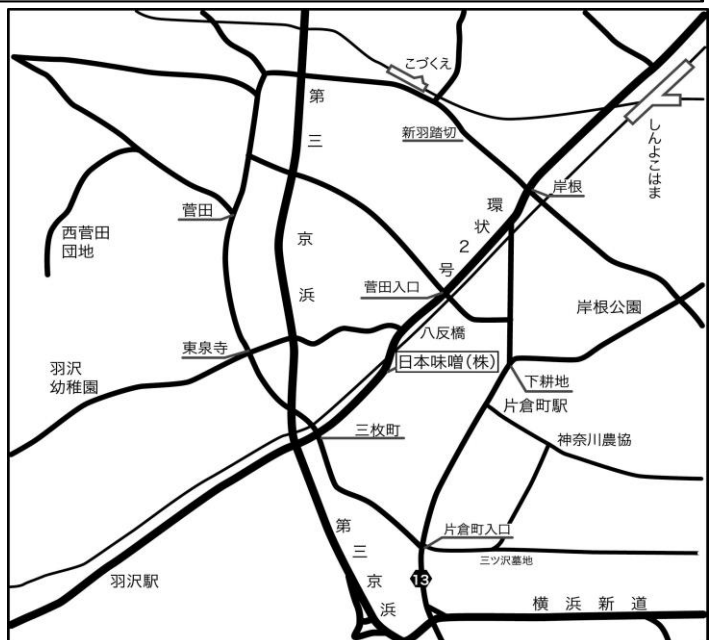 こづくえ
第三
新羽踏切
しんよこはま
岸根
環状2号
菅田
西菅田
団地
京浜
菅田入口
岸根公園
八反橋
東泉寺
日本味噌(株)
羽沢
幼稚園
下耕地
片倉町駅
三枚町
神奈川農協
第三京浜
片倉町入口
三ツ沢墓地
羽沢駅
13
横浜新道